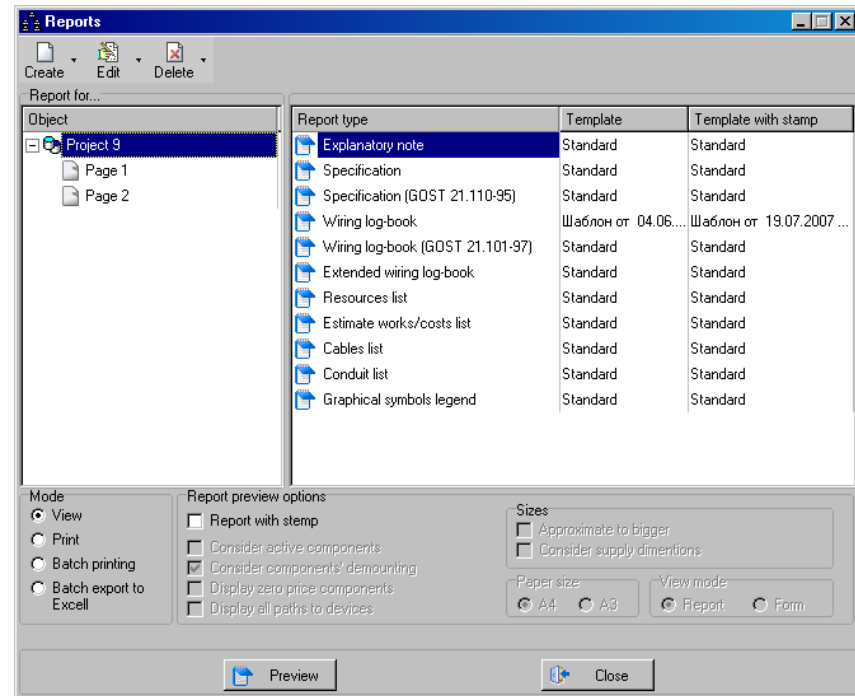 Reports
Create Edit Delete
Report for...
Object
Project 9
Page 1
Page 2
Report type Template Template with stamp
Explanatory note Standard Standard
Specification Standard Standard
Specification (GOST 21.110-95) Standard Standard
Wiring log-book Шаблон от 04.06.... Шаблон от 19.07.2007 ...
Wiring log-book (GOST 21.101-97) Standard Standard
Extended wiring log-book Standard Standard
Resources list Standard Standard
Estimate works/costs list Standard Standard
Cables list Standard Standard
Conduit list Standard Standard
Graphical symbols legend Standard Standard
Mode
View
Print
Batch printing
Batch export to
Excell
Report preview options
Report with stemp
Consider active components
Consider components' demounting
Display zero price components
Display all paths to devices
Sizes
Approximate to bigger
Consider supply dimentions
Paper size
A4 A3
View mode
Report Form
Preview Close